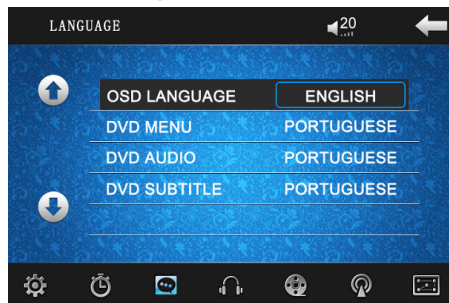 LANGUAGE 20
OSD LANGUAGE ENGLISH
DVD MENU PORTUGUESE
DVD AUDIO PORTUGUESE
DVD SUBTITLE PORTUGUESE